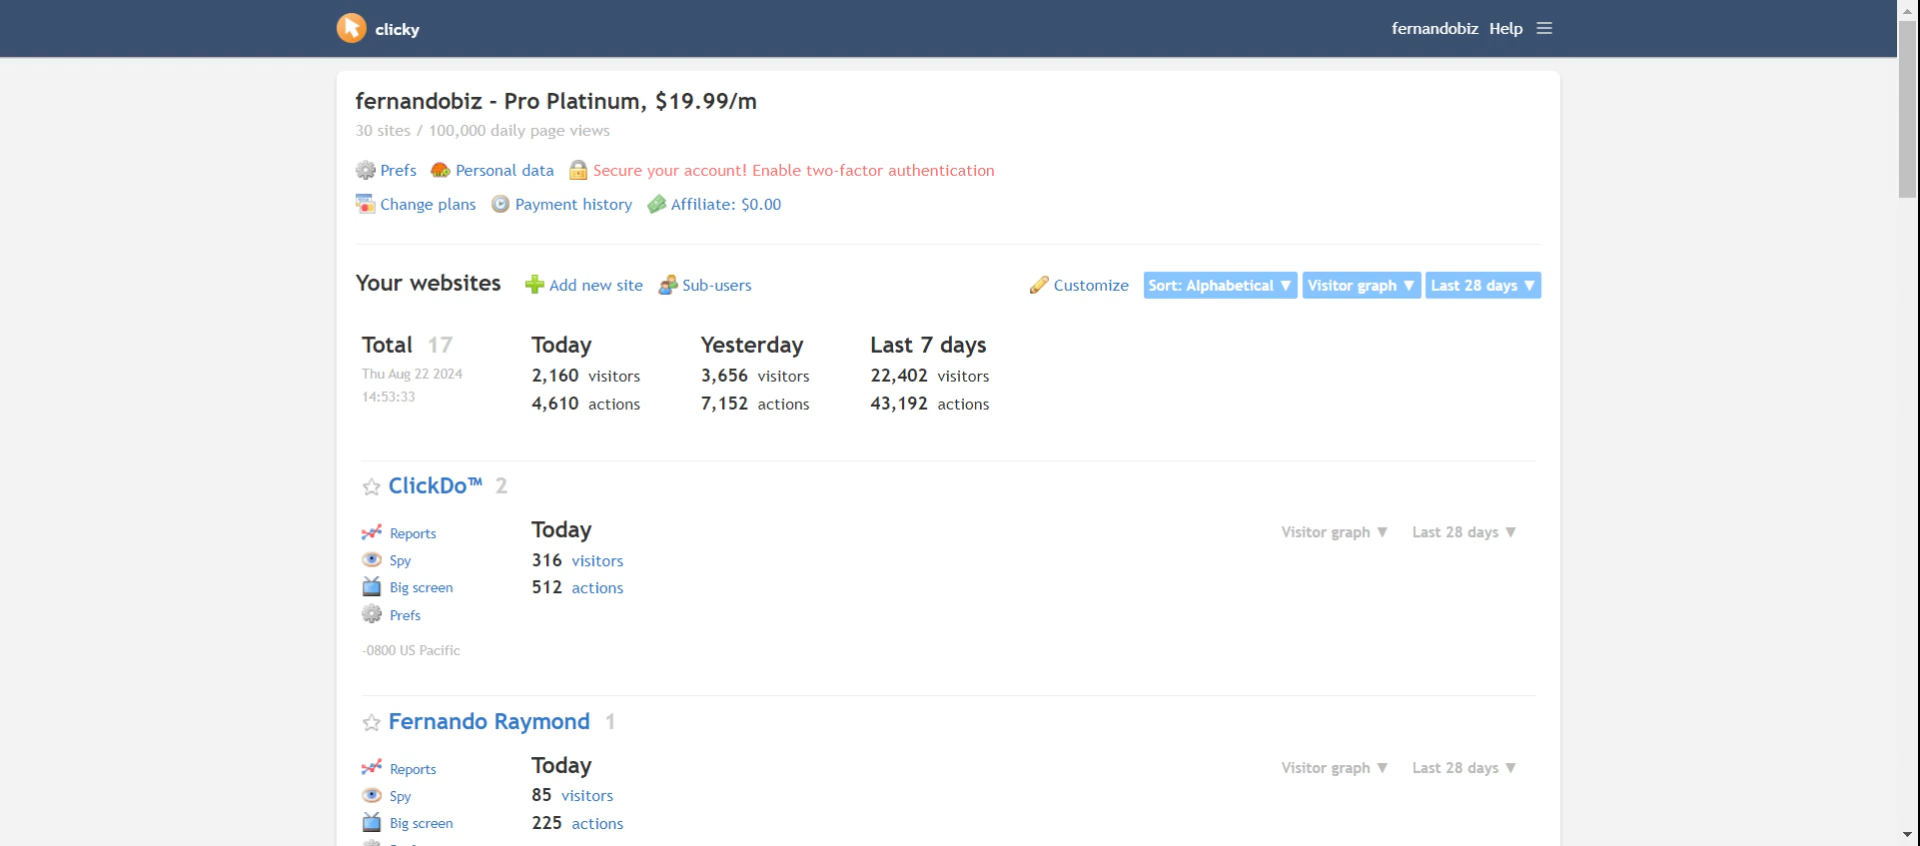 clicky
fernandobiz Help
fernandobiz - Pro Platinum, $19.99/m
30 sites / 100,000 daily page views
Prefs Personal data Secure your account! Enable two-factor authentication
Change plans Payment history Affiliate: $0.00
Your websites Add new site Sub-users Customize Sort: Alphabetical ▼ Visitor graph ▼ Last 28 days ▼
Total 17 Today Yesterday Last 7 days
Thu Aug 22 2024 2,160 visitors 3,656 visitors 22,402 visitors
14:53:33 4,610 actions 7,152 actions 43,192 actions
ClickDo™ 2
Reports Today Visitor graph ▼ Last 28 days ▼
Spy 316 visitors
Big screen 512 actions
Prefs
-0800 US Pacific
Fernando Raymond 1
Reports Today Visitor graph ▼ Last 28 days ▼
Spy 85 visitors
Big screen 225 actions